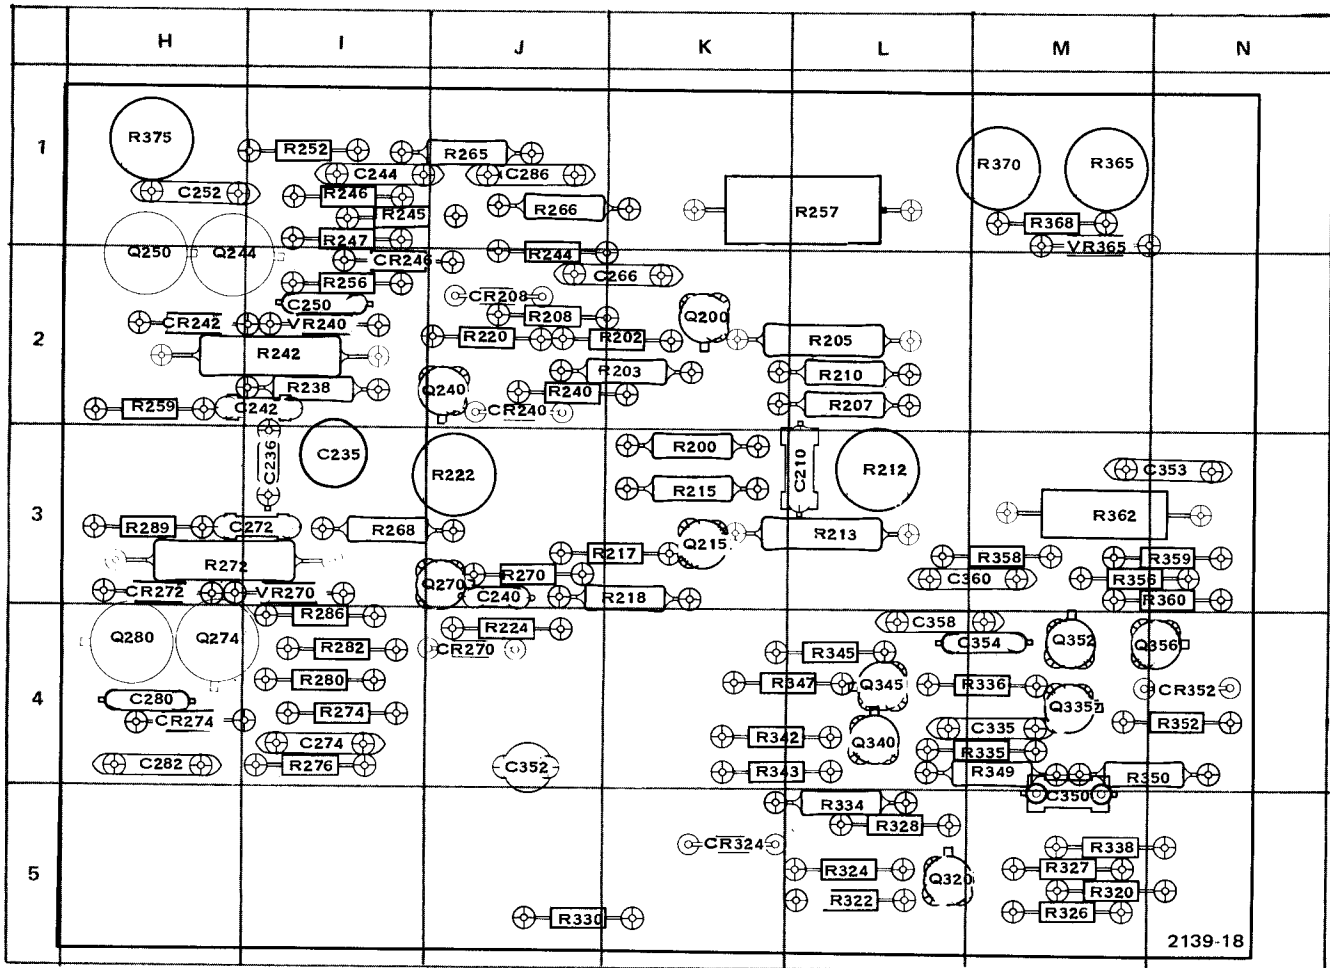 H I J K L M N
1
R375 R252 R265 R370 R365
C252 C244 C286
R246 R245 R266 R257 R368
R247 VR365
Q250 Q244 CR246 R244
R256 C266
C250 CR208
2
CR242 VR240 R208 Q200
R220 R202 R205
R242
R238 Q240 R203 R210
R240
R259 C242 CR240 R207
C236 C235 R222 R200 C210 R212 C353
R215
3
R289 C272 R268 Q215 R213 R362
R217 R358 R359
R272 Q270 R270 C360 R356
CR272 VR270 C240 R218 R360
R286 R224 C358
Q280 Q274 R282 CR270 R345 C354 Q352 Q356
4
R280 R347 Q345 R336 CR352
C280 R274 Q335
CR274 R342 Q340 C335 R352
C274 R335
C282 R276 C352 R343 R349 R350
C350
R334
R328
CR324 R338
5
R324 Q320 R327
R322 R320
R330 R326
2139-18